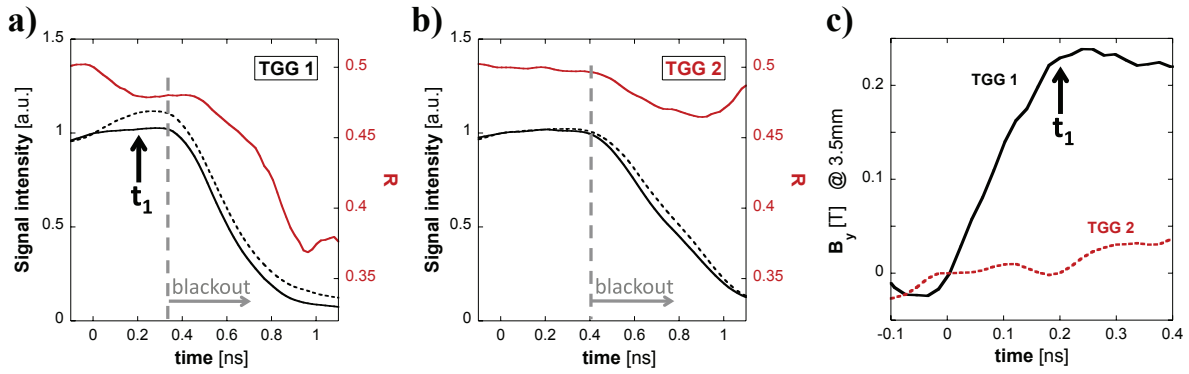 a)
Signal intensity [a.u.]
1.5
1
0.5
0
TGG 1
t1
blackout
0 0.2 0.4 0.6 0.8 1
time [ns]
0.5
0.45
0.4
0.35
R
b)
Signal intensity [a.u.]
1.5
1
0.5
0
TGG 2
blackout
0 0.2 0.4 0.6 0.8 1
time [ns]
0.5
0.45
0.4
0.35
R
c)
By [T] @ 3.5mm
0.2
0.1
0
TGG 1
t1
TGG 2
-0.1 0 0.1 0.2 0.3 0.4
time [ns]